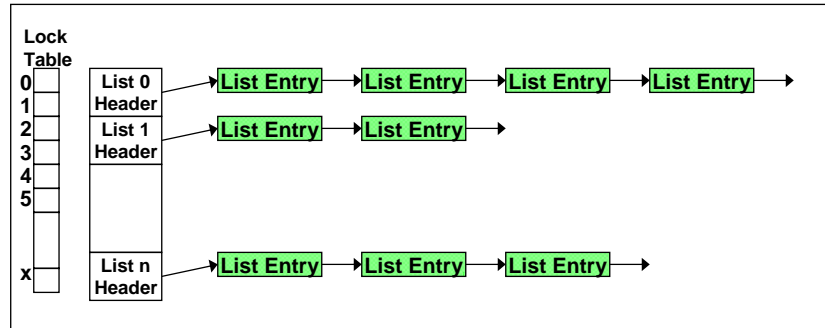 Lock
Table
0
1
2
3
4
5
x
List 0
Header
List Entry List Entry List Entry List Entry
List 1
Header
List Entry List Entry
List n
Header
List Entry List Entry List Entry